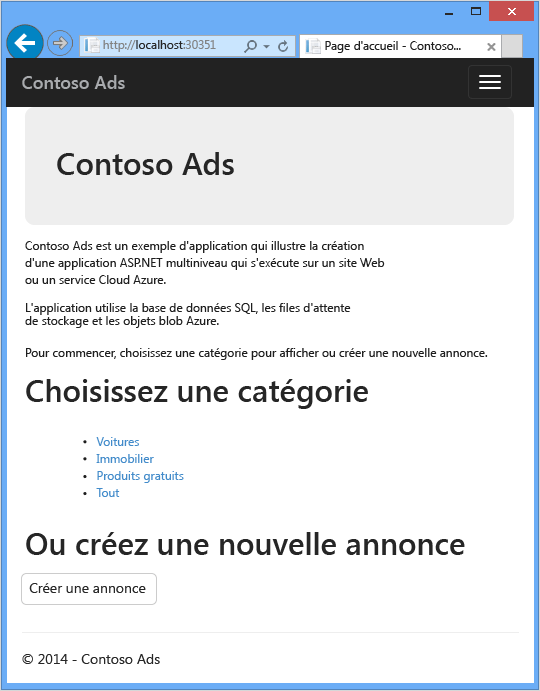 http://localhost:30351
Page d'accueil - Contoso...
Contoso Ads
Contoso Ads
Contoso Ads est un exemple d'application qui illustre la création
d'une application ASP.NET multiniveau qui s'exécute sur un site Web
ou un service Cloud Azure.
L'application utilise la base de données SQL, les files d'attente
de stockage et les objets blob Azure.
Pour commencer, choisissez une catégorie pour afficher ou créer une nouvelle annonce.
Choisissez une catégorie
• Voitures
• Immobilier
• Produits gratuits
• Tout
Ou créez une nouvelle annonce
Créer une annonce
© 2014 - Contoso Ads